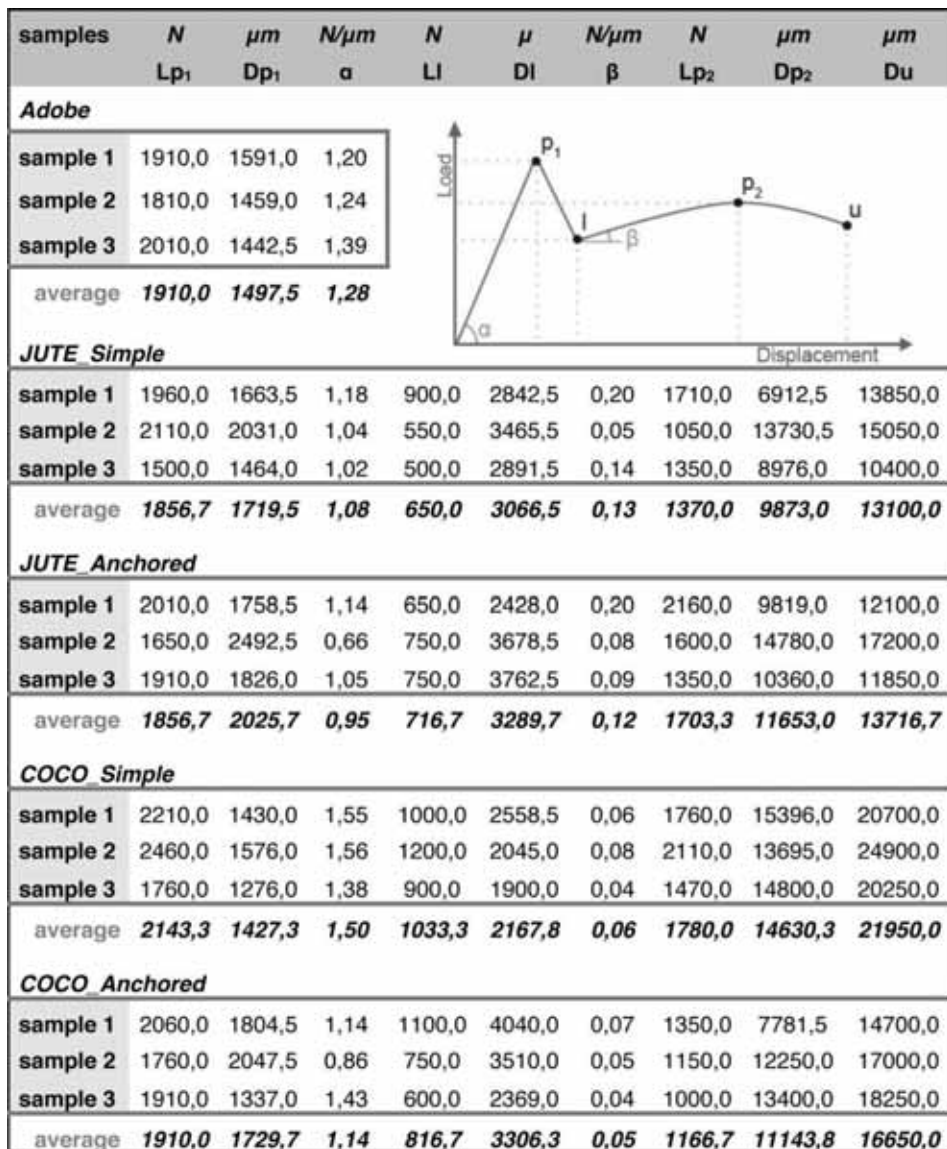 samples N μm N/μm N μ N/μm N μm μm
Lp₁ Dp₁ α Ll Dl β Lp₂ Dp₂ Du
Adobe
sample 1 1910,0 1591,0 1,20
sample 2 1810,0 1459,0 1,24
sample 3 2010,0 1442,5 1,39
average 1910,0 1497,5 1,28
Load
p₁
l
β
p₂
u
α
Displacement
JUTE_Simple
sample 1 1960,0 1663,5 1,18 900,0 2842,5 0,20 1710,0 6912,5 13850,0
sample 2 2110,0 2031,0 1,04 550,0 3465,5 0,05 1050,0 13730,5 15050,0
sample 3 1500,0 1464,0 1,02 500,0 2891,5 0,14 1350,0 8976,0 10400,0
average 1856,7 1719,5 1,08 650,0 3066,5 0,13 1370,0 9873,0 13100,0
JUTE_Anchored
sample 1 2010,0 1758,5 1,14 650,0 2428,0 0,20 2160,0 9819,0 12100,0
sample 2 1650,0 2492,5 0,66 750,0 3678,5 0,08 1600,0 14780,0 17200,0
sample 3 1910,0 1826,0 1,05 750,0 3762,5 0,09 1350,0 10360,0 11850,0
average 1856,7 2025,7 0,95 716,7 3289,7 0,12 1703,3 11653,0 13716,7
COCO_Simple
sample 1 2210,0 1430,0 1,55 1000,0 2558,5 0,06 1760,0 15396,0 20700,0
sample 2 2460,0 1576,0 1,56 1200,0 2045,0 0,08 2110,0 13695,0 24900,0
sample 3 1760,0 1276,0 1,38 900,0 1900,0 0,04 1470,0 14800,0 20250,0
average 2143,3 1427,3 1,50 1033,3 2167,8 0,06 1780,0 14630,3 21950,0
COCO_Anchored
sample 1 2060,0 1804,5 1,14 1100,0 4040,0 0,07 1350,0 7781,5 14700,0
sample 2 1760,0 2047,5 0,86 750,0 3510,0 0,05 1150,0 12250,0 17000,0
sample 3 1910,0 1337,0 1,43 600,0 2369,0 0,04 1000,0 13400,0 18250,0
average 1910,0 1729,7 1,14 816,7 3306,3 0,05 1166,7 11143,8 16650,0